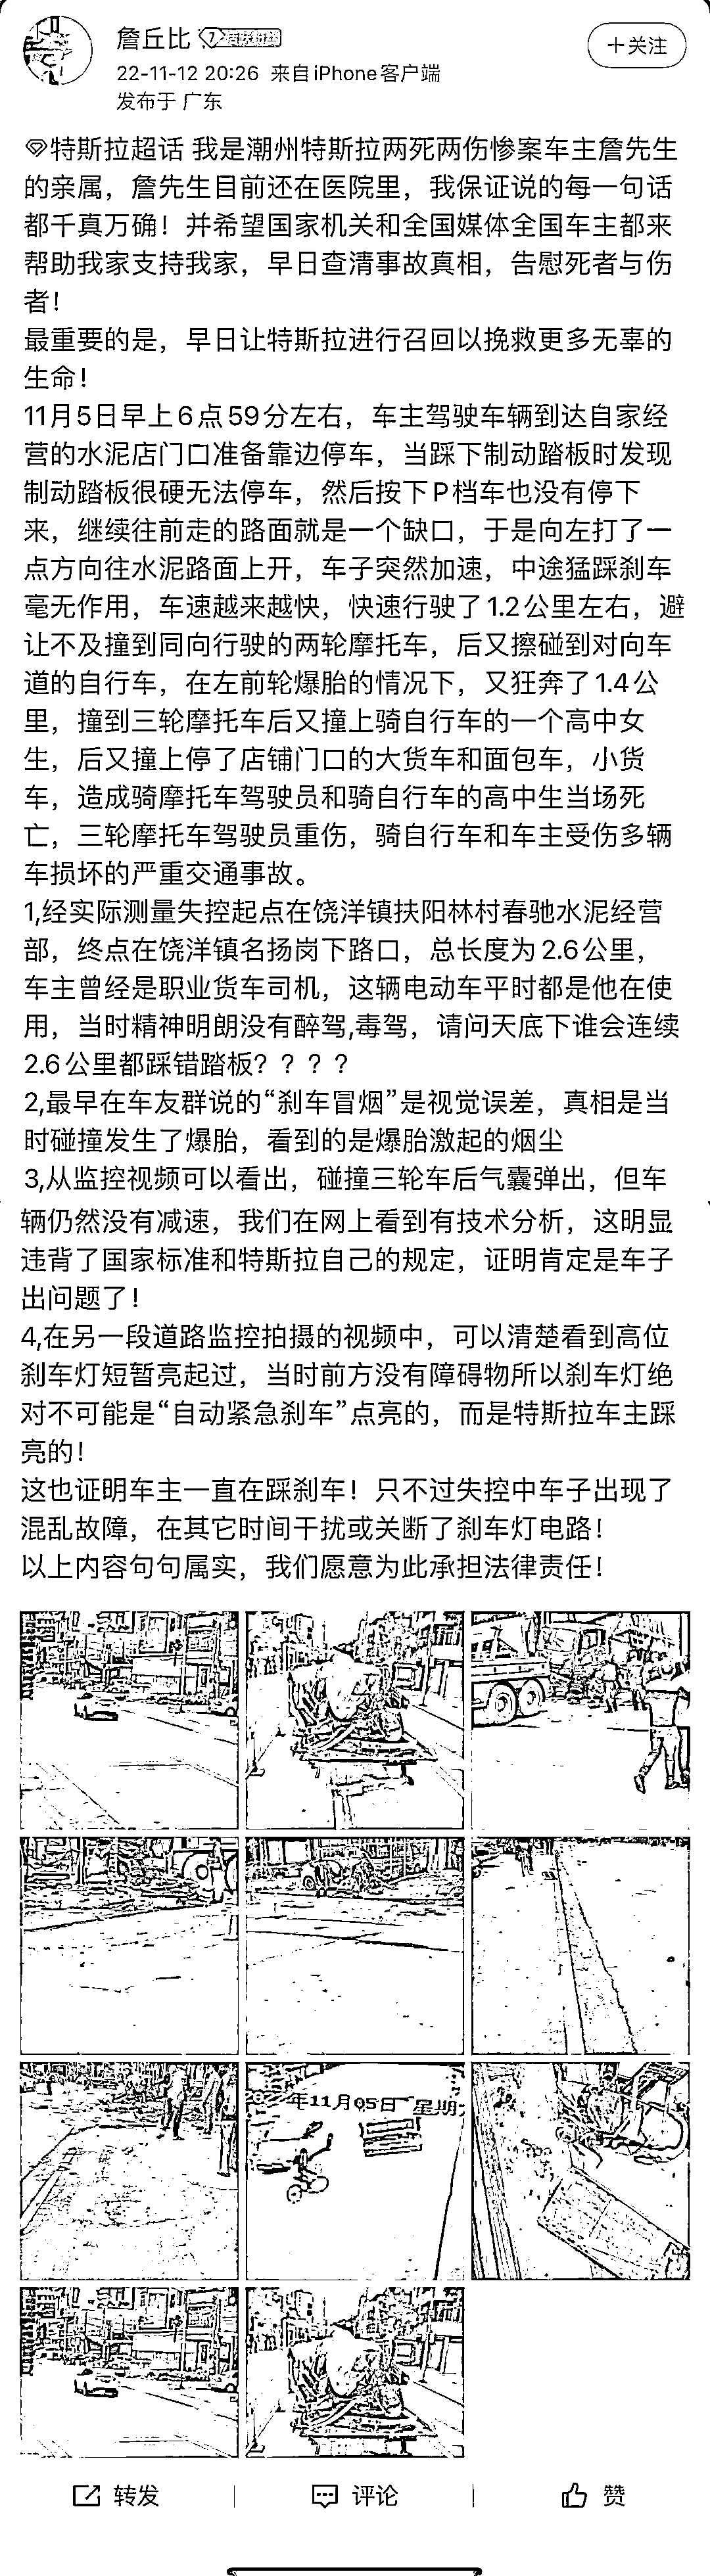 詹丘比
22-11-12 20:26 来自iPhone客户端
发布于 广东
+关注
特斯拉超话 我是潮州特斯拉两死两伤惨案车主詹先生
的亲属，詹先生目前还在医院里，我保证说的每一句话
都千真万确！并希望国家机关和全国媒体全国车主都来
帮助我家支持我家，早日查清事故真相，告慰死者与伤
者！
最重要的是，早日让特斯拉进行召回以挽救更多无辜的
生命！
11月5日早上6点59分左右，车主驾驶车辆到达自家经
营的水泥店门口准备靠边停车，当踩下制动踏板时发现
制动踏板很硬无法停车，然后按下P档车也没有停下
来，继续往前走的路面就是一个缺口，于是向左打了一
点方向往水泥路面上开，车子突然加速，中途猛踩刹车
毫无作用，车速越来越快，快速行驶了1.2公里左右，避
让不及撞到同向行驶的两轮摩托车，后又擦碰到对向车
道的自行车，在左前轮爆胎的情况下，又狂奔了1.4公
里，撞到三轮摩托车后又撞上骑自行车的一个高中女
生，后又撞上停了店铺门口的大货车和面包车，小货
车，造成骑摩托车驾驶员和骑自行车的高中生当场死
亡，三轮摩托车驾驶员重伤，骑自行车和车主受伤多辆
车损坏的严重交通事故。
1,经实际测量失控起点在饶洋镇扶阳林村春驰水泥经营
部，终点在饶洋镇名扬岗下路口，总长度为2.6公里，
车主曾经是职业货车司机，这辆电动车平时都是他在使
用，当时精神明朗没有醉驾,毒驾，请问天底下谁会连续
2.6公里都踩错踏板？？？？
2,最早在车友群说的“刹车冒烟”是视觉误差，真相是当
时碰撞发生了爆胎，看到的是爆胎激起的烟尘
3,从监控视频可以看出，碰撞三轮车后气囊弹出，但车
辆仍然没有减速，我们在网上看到有技术分析，这明显
违背了国家标准和特斯拉自己的规定，证明肯定是车子
出问题了！
4,在另一段道路监控拍摄的视频中，可以清楚看到高位
刹车灯短暂亮起过，当时前方没有障碍物所以刹车灯绝
对不可能是“自动紧急刹车”点亮的，而是特斯拉车主踩
亮的！
这也证明车主一直在踩刹车！只不过失控中车子出现了
混乱故障，在其它时间干扰或关断了刹车灯电路！
以上内容句句属实，我们愿意为此承担法律责任！
年11月05日 星期
转发
评论
赞